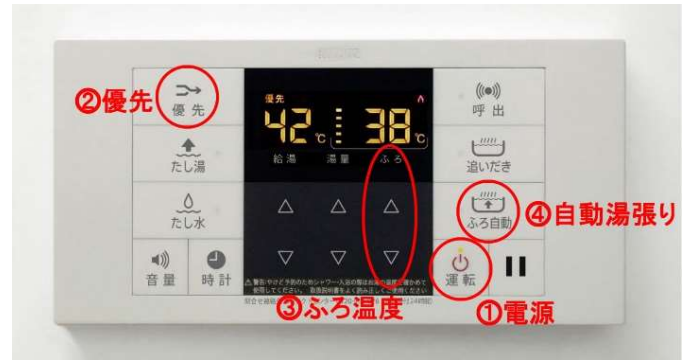 ②優先
優先
たし湯
たし水
音量
時計
優先
42℃
38℃
給湯
湯量
ふろ
③ふろ温度
呼出
追いだき
ふろ自動
④自動湯張り
運転
①電源